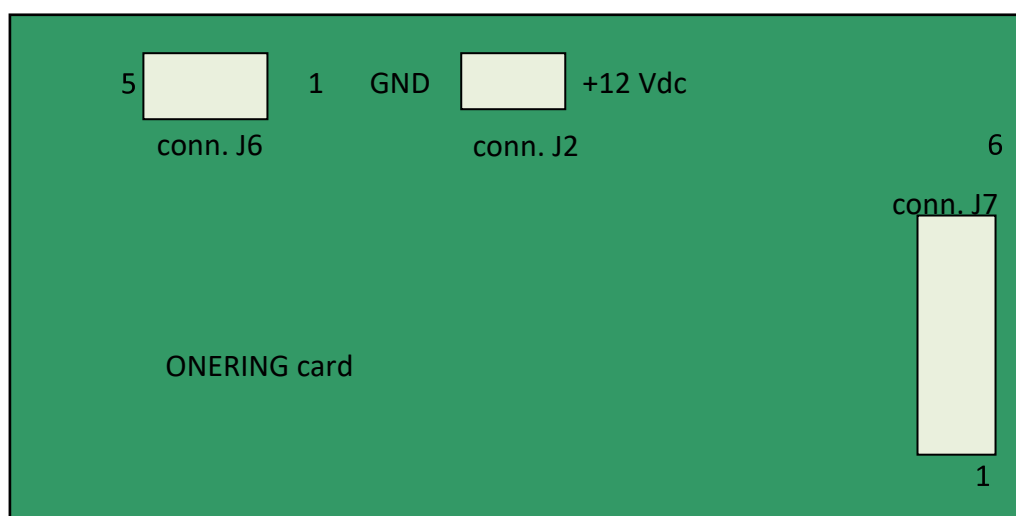 5 1 GND +12 Vdc
conn. J6 conn. J2 6
conn. J7
ONERING card
1